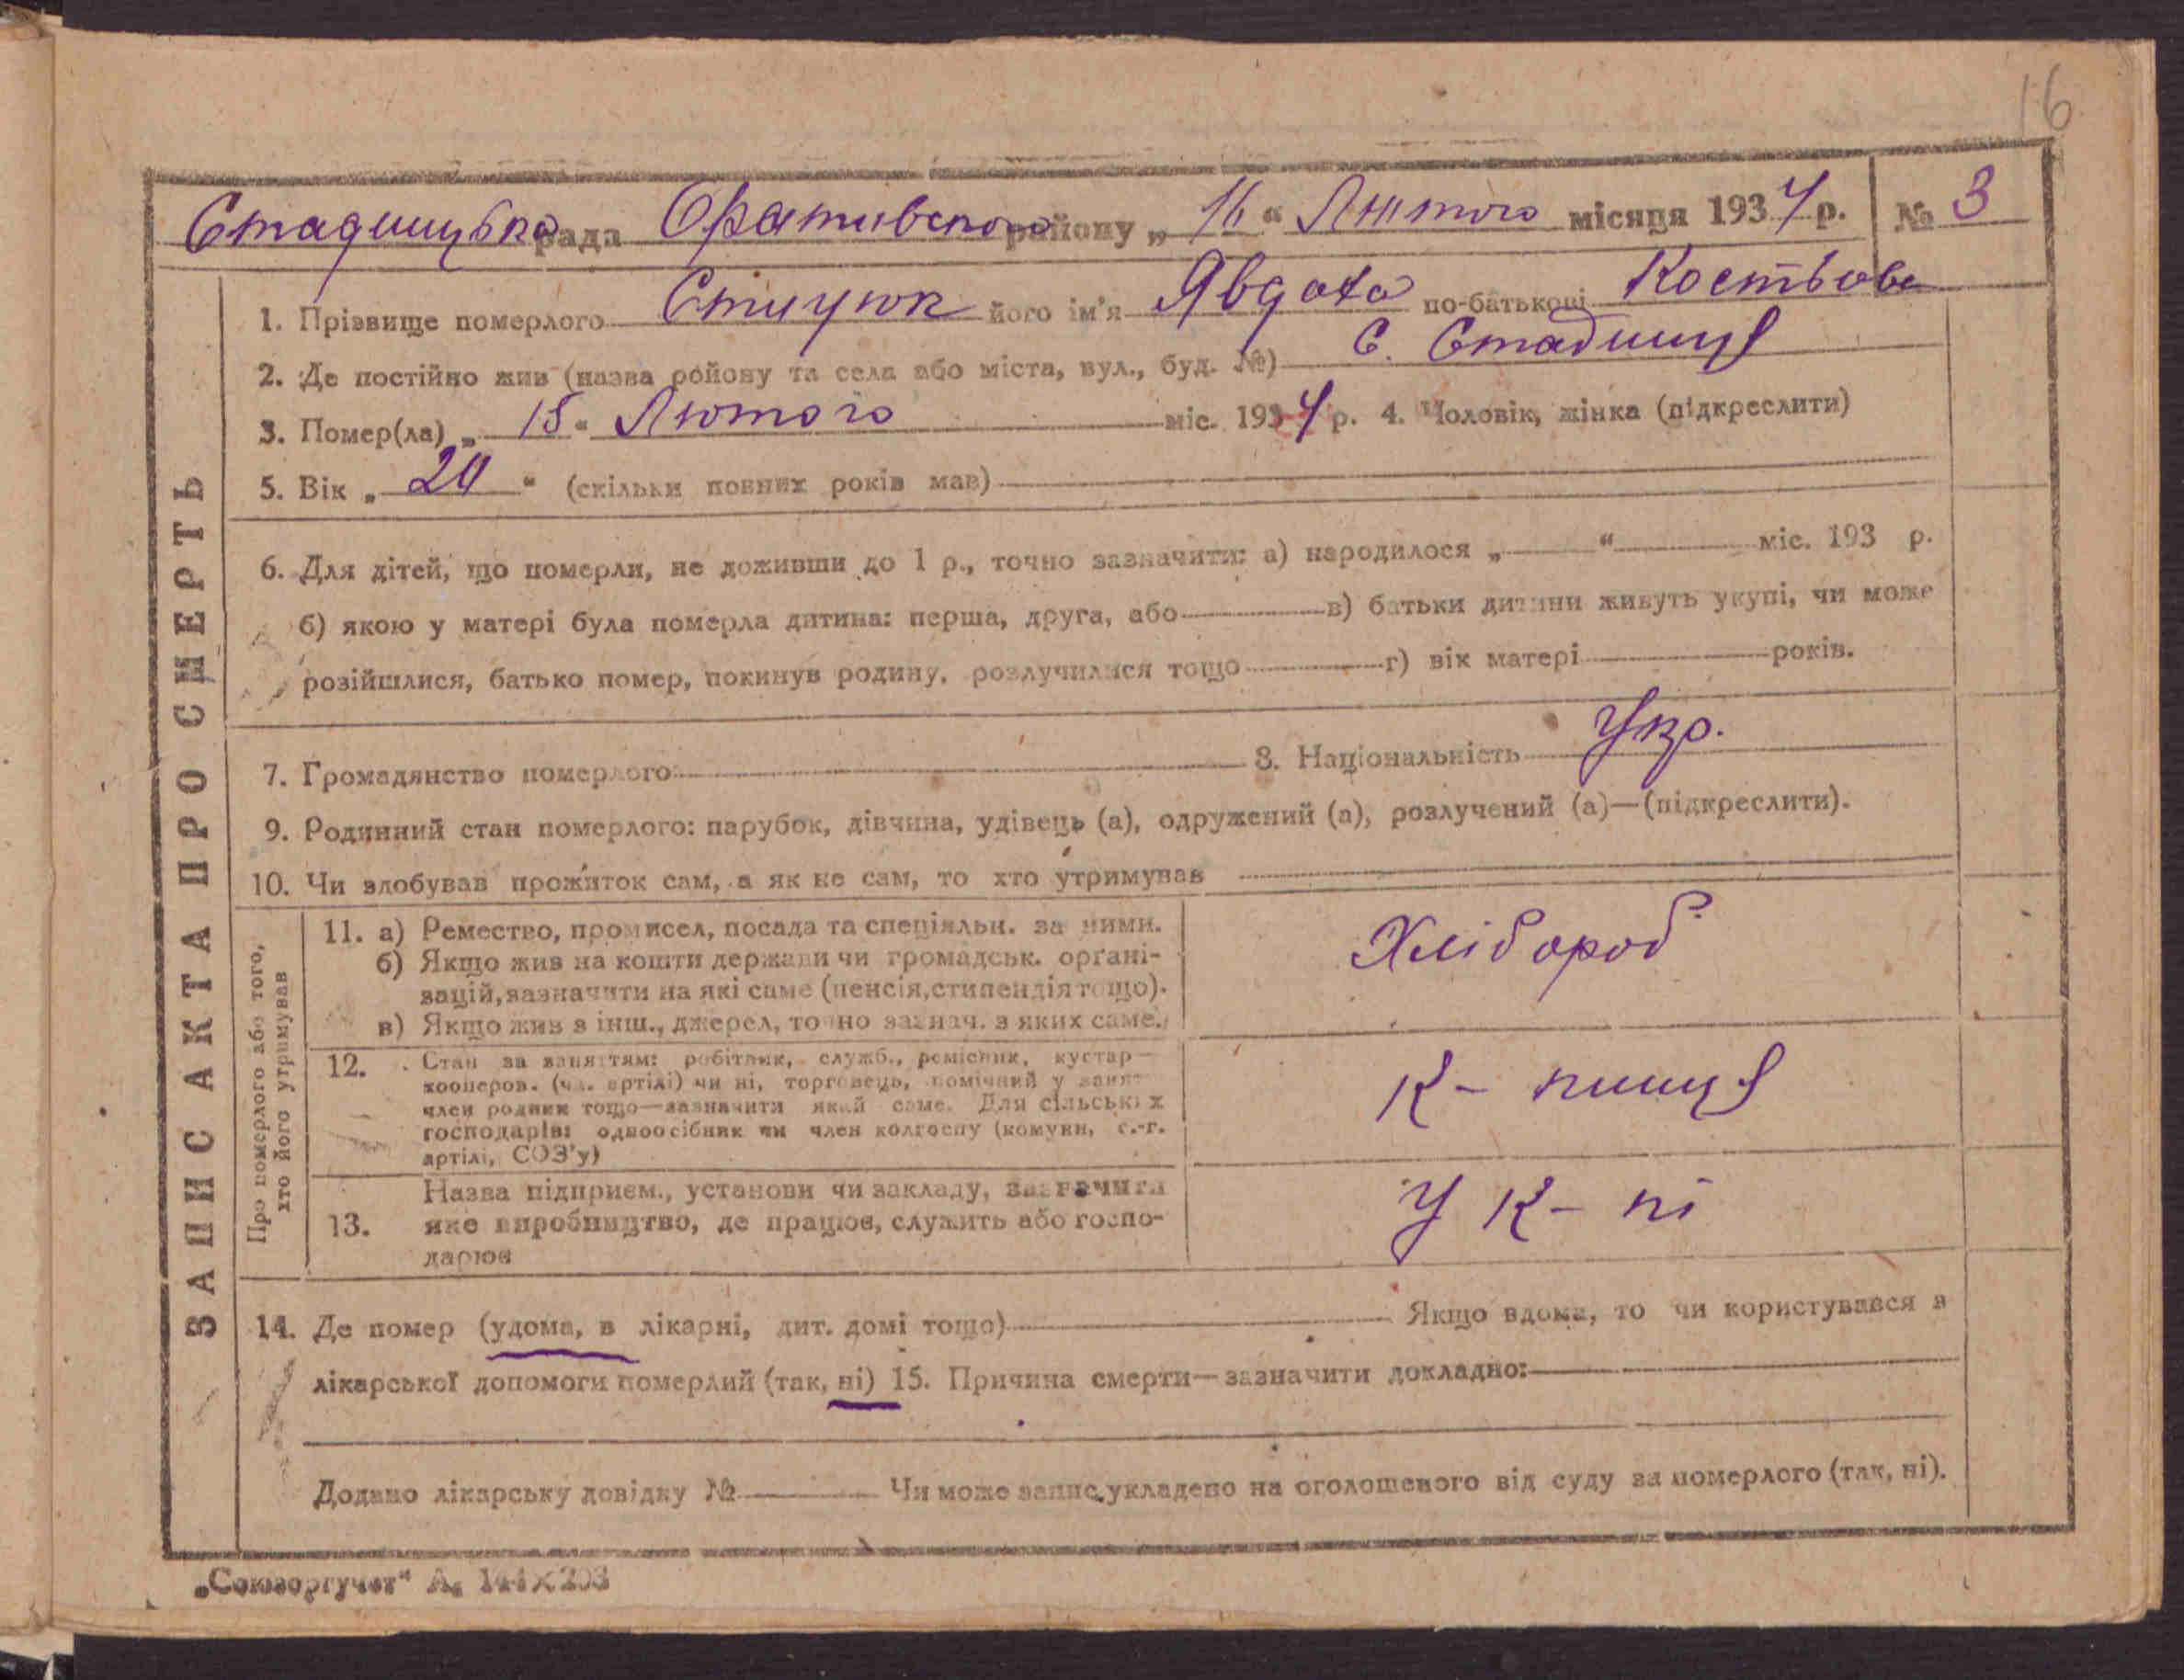 16
Стадницька рада Оратівського району „16“ Лютого місяця 1934 р. № 3
1. Прізвище померлого Стицюк його ім'я Явдоха по-батькові Костьова
2. Де постійно жив (назва району та села або міста, вул., буд. №) С. Стадниця
3. Помер(ла) „15“ Лютого міс. 1934 р. 4. Чоловік, жінка (підкреслити)
5. Вік „24“ (скільки повних років мав)
6. Для дітей, що померли, не доживши до 1 р., точно зазначити: а) народилося „ “ міс. 193 р.
б) якою у матері була померла дитина: перша, друга, або в) батьки дитини живуть укупі, чи може
розійшлися, батько помер, покинув родину, розлучилися тощо г) вік матері років.
7. Громадянство померлого 8. Національність Укр.
9. Родинний стан померлого: парубок, дівчина, удівець (а), одружений (а), розлучений (а)—(підкреслити).
10. Чи здобував прожиток сам, а як не сам, то хто утримував
ЗАПИС АКТА ПРО СМЕРТЬ
Про померлого або того,
хто його утримував
11. а) Ремество, промисел, посада та спеціяльн. за ними.
б) Якщо жив на кошти держави чи громадськ. орґані-
зацій, зазначити на які саме (пенсія, стипендія тощо).
в) Якщо жив з інш., джерел, точно зазнач. з яких саме.
Хлібороб
12. Стан за заняттям: робітник, служб., ремісник, кустар—
кооперов. (чл. артілі) чи ні, торговець, помічний у занят
член родини тощо—зазначити який саме. Для сільських
господарів: одноосібник чи член колгоспу (комуни, с.-г.
артілі, СОЗ'у)
К- пниця
13. Назва підприєм., установи чи закладу, зазначити
яке виробництво, де працює, служить або госпо-
дарює
У К- пі
14. Де помер (удома, в лікарні, дит. домі тощо) Якщо вдома, то чи користувався з
лікарської допомоги померлий (так, ні) 15. Причина смерти—зазначити докладно:
Додано лікарську довідку № Чи може запис укладено на оголошеного від суду за померлого (так, ні).
„Союзоргучет“ А₄ 144×203